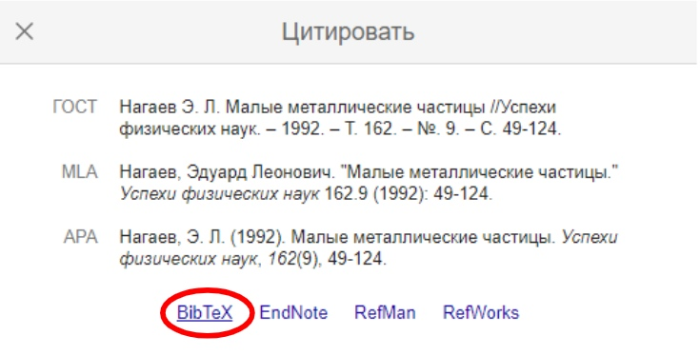 Цитировать
ГОСТ Нагаев Э. Л. Малые металлические частицы //Успехи
физических наук. – 1992. – Т. 162. – №. 9. – С. 49-124.
MLA Нагаев, Эдуард Леонович. "Малые металлические частицы."
Успехи физических наук 162.9 (1992): 49-124.
APA Нагаев, Э. Л. (1992). Малые металлические частицы. Успехи
физических наук, 162(9), 49-124.
BibTeX EndNote RefMan RefWorks